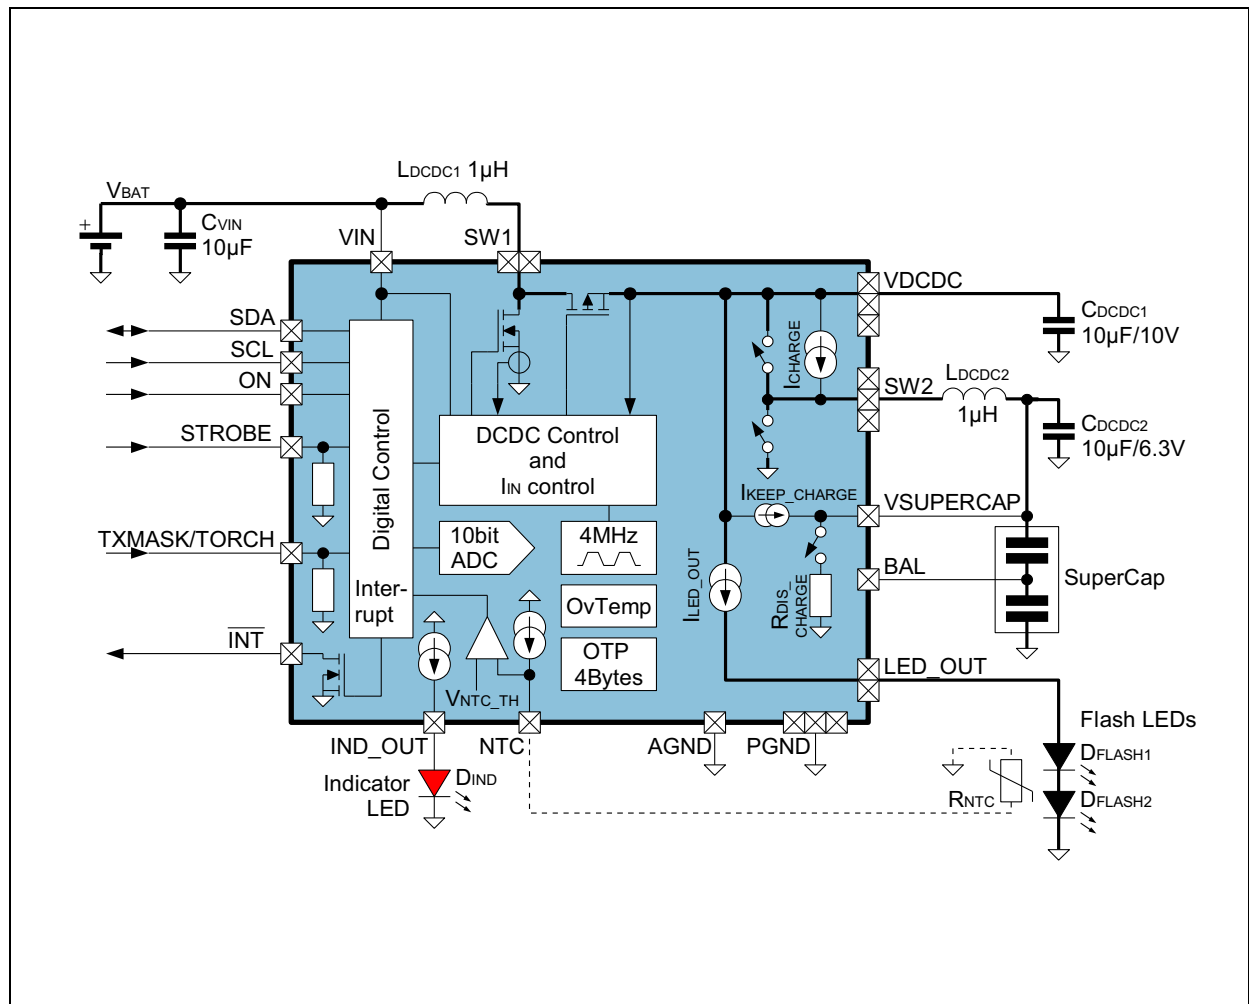 LDCDC1 1µH
VBAT
+
CVIN
10µF
VIN
SW1
VDCDC
CDCDC1
10µF/10V
SDA
SCL
ON
STROBE
TXMASK/TORCH
INT
Digital Control
Inter-
rupt
DCDC Control
and
IIN control
10bit
ADC
4MHz
OvTemp
OTP
4Bytes
VNTC_TH
ICHARGE
SW2
LDCDC2
1µH
CDCDC2
10µF/6.3V
IKEEP_CHARGE
VSUPERCAP
ILED_OUT
RDIS_
CHARGE
BAL
SuperCap
LED_OUT
IND_OUT
NTC
AGND
PGND
Indicator
LED
DIND
Flash LEDs
DFLASH1
RNTC
DFLASH2